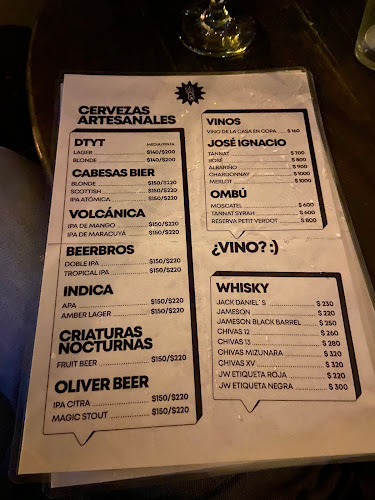 CERVEZAS
ARTESANALES
DTYT MEDIA/PINTA
LAGER $140/$200
BLONDE $140/$200
CABESAS BIER
BLONDE $150/$220
SCOTTISH $150/$220
IPA ATÓMICA $150/$220
VOLCÁNICA
IPA DE MANGO $150/$220
IPA DE MARACUYÁ $150/$220
BEERBROS
DOBLE IPA $150/$220
TROPICAL IPA $150/$220
INDICA
APA $150/$220
AMBER LAGER $150/$220
CRIATURAS
NOCTURNAS
FRUIT BEER $150/$220
OLIVER BEER
IPA CITRA $150/$220
MAGIC STOUT $150/$220
VINOS
VINO DE LA CASA EN COPA $ 160
JOSÉ IGNACIO
TANNAT $ 700
ROSÉ $ 800
ALBARIÑO $ 900
CHARDONNAY $ 1000
MERLOT $ 1000
OMBÚ
MOSCATEL $ 600
TANNAT SYRAH $ 600
RESERVA PETIT VERDOT $ 800
¿VINO? :)
WHISKY
JACK DANIEL´S $ 230
JAMESON $ 220
JAMESON BLACK BARREL $ 250
CHIVAS 12 $ 260
CHIVAS 13 $ 280
CHIVAS MIZUNARA $ 320
CHIVAS XV $ 320
JW ETIQUETA ROJA $ 220
JW ETIQUETA NEGRA $ 300